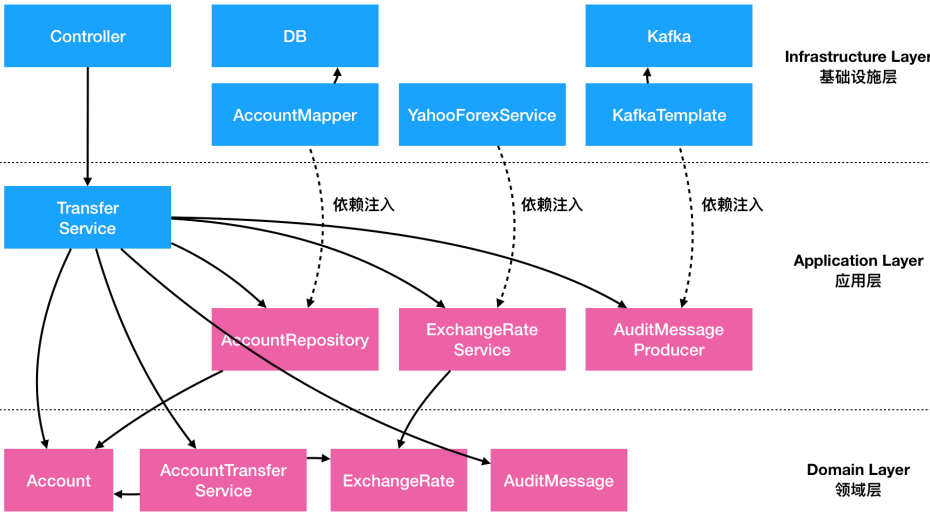 Controller
DB
Kafka
Infrastructure Layer
基础设施层
AccountMapper
YahooForexService
KafkaTemplate
Transfer
Service
依赖注入
依赖注入
依赖注入
Application Layer
应用层
AccountRepository
ExchangeRate
Service
AuditMessage
Producer
Domain Layer
领域层
Account
AccountTransfer
Service
ExchangeRate
AuditMessage